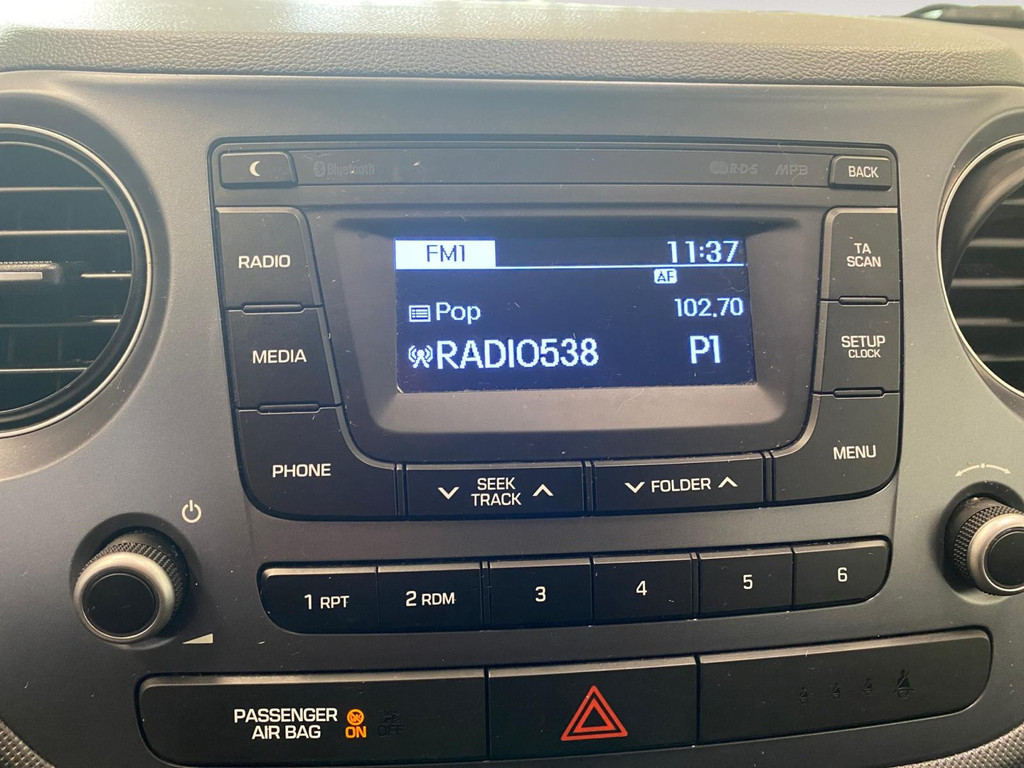 Bluetooth
R·D·S MP3
BACK
RADIO
FM1 11:37
AF
TA
SCAN
Pop 102.70
MEDIA
RADIO538 P1
SETUP
CLOCK
PHONE
SEEK
TRACK
FOLDER
MENU
1 RPT
2 RDM
3
4
5
6
PASSENGER
AIR BAG
ON
OFF